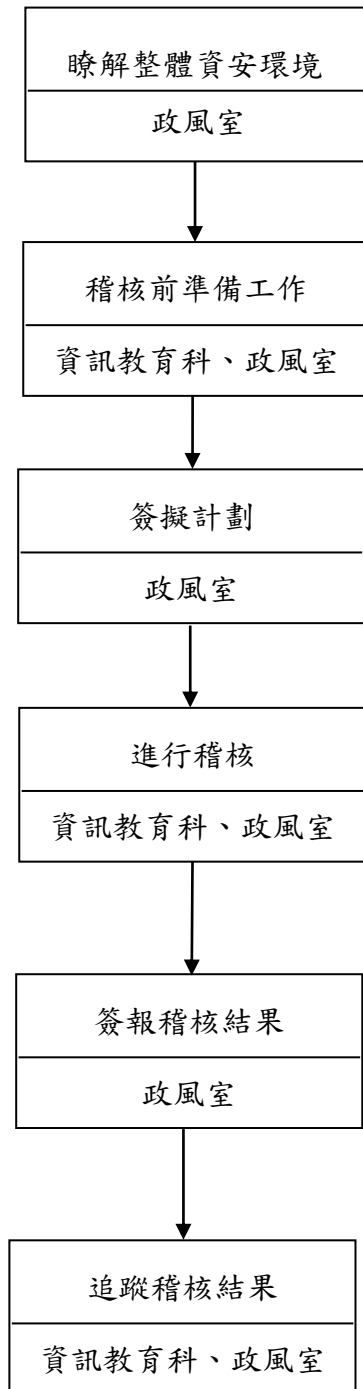 瞭解整體資安環境
政風室
稽核前準備工作
資訊教育科、政風室
簽擬計劃
政風室
進行稽核
資訊教育科、政風室
簽報稽核結果
政風室
追蹤稽核結果
資訊教育科、政風室